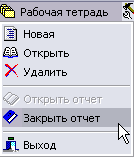 Рабочая тетрадь
Новая
Открыть
Удалить
Открыть отчет
Закрыть отчет
Выход